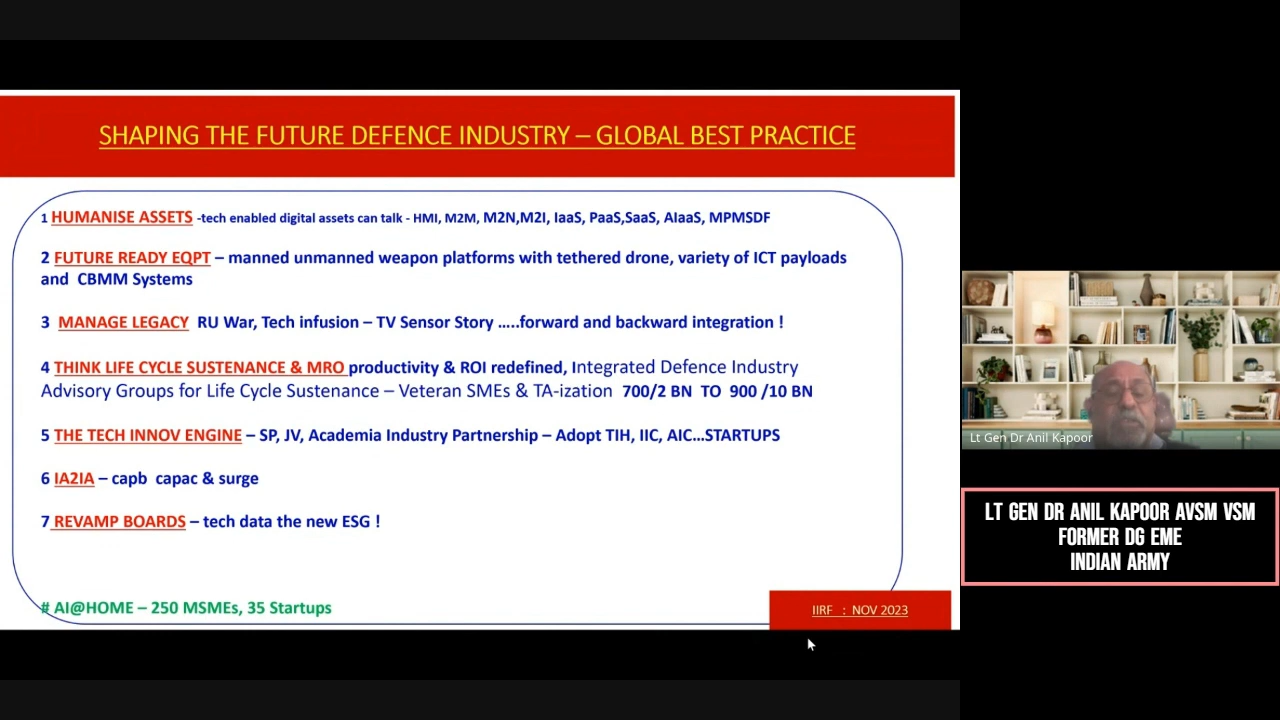 SHAPING THE FUTURE DEFENCE INDUSTRY – GLOBAL BEST PRACTICE
1 HUMANISE ASSETS -tech enabled digital assets can talk - HMI, M2M, M2N,M2I, IaaS, PaaS,SaaS, AIaaS, MPMSDF
2 FUTURE READY EQPT – manned unmanned weapon platforms with tethered drone, variety of ICT payloads
and CBMM Systems
3 MANAGE LEGACY RU War, Tech infusion – TV Sensor Story …..forward and backward integration !
4 THINK LIFE CYCLE SUSTENANCE & MRO productivity & ROI redefined, Integrated Defence Industry
Advisory Groups for Life Cycle Sustenance – Veteran SMEs & TA-ization 700/2 BN TO 900 /10 BN
5 THE TECH INNOV ENGINE – SP, JV, Academia Industry Partnership – Adopt TIH, IIC, AIC…STARTUPS
6 IA2IA – capb capac & surge
7 REVAMP BOARDS – tech data the new ESG !
# AI@HOME – 250 MSMEs, 35 Startups
IIRF : NOV 2023
Lt Gen Dr Anil Kapoor
LT GEN DR ANIL KAPOOR AVSM VSM
FORMER DG EME
INDIAN ARMY